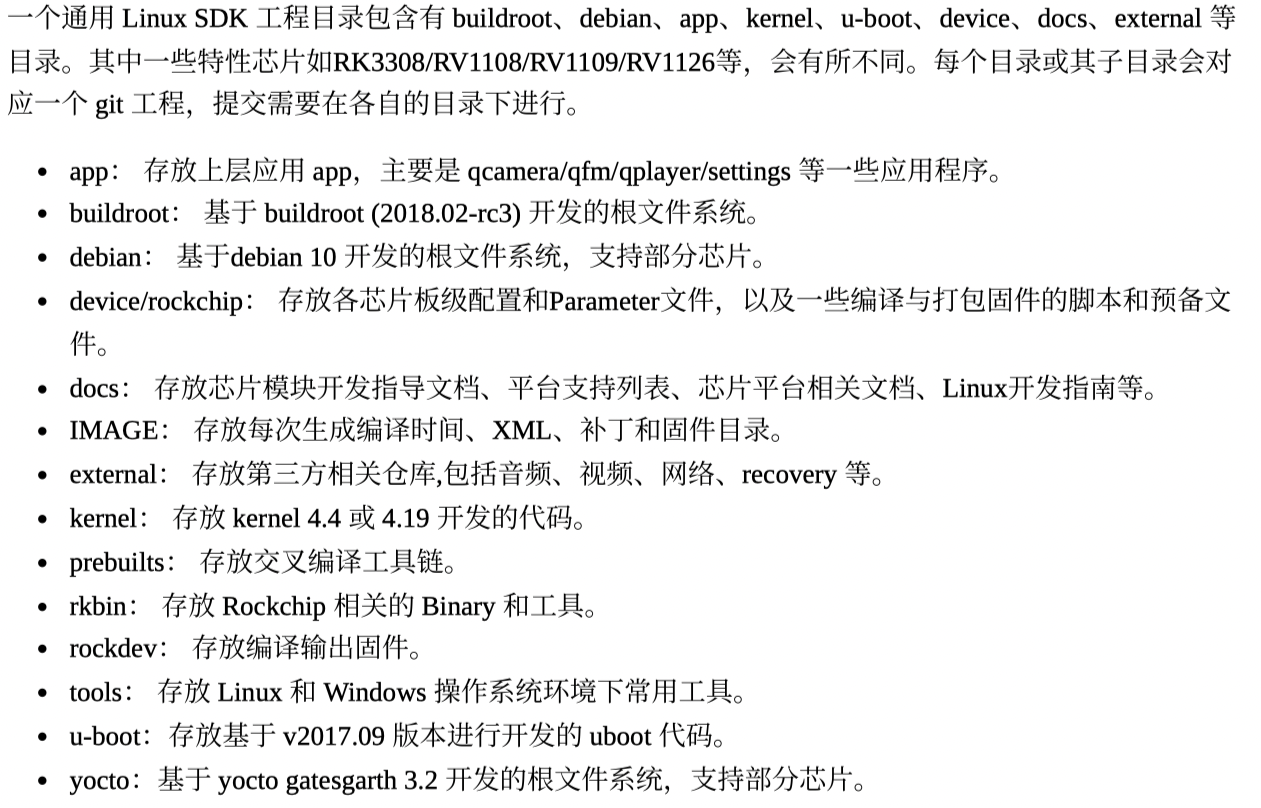 一个通用 Linux SDK 工程目录包含有 buildroot、debian、app、kernel、u-boot、device、docs、external 等
目录。其中一些特性芯片如RK3308/RV1108/RV1109/RV1126等，会有所不同。每个目录或其子目录会对
应一个 git 工程，提交需要在各自的目录下进行。
• app： 存放上层应用 app，主要是 qcamera/qfm/qplayer/settings 等一些应用程序。
• buildroot： 基于 buildroot (2018.02-rc3) 开发的根文件系统。
• debian： 基于debian 10 开发的根文件系统，支持部分芯片。
• device/rockchip： 存放各芯片板级配置和Parameter文件，以及一些编译与打包固件的脚本和预备文
件。
• docs： 存放芯片模块开发指导文档、平台支持列表、芯片平台相关文档、Linux开发指南等。
• IMAGE： 存放每次生成编译时间、XML、补丁和固件目录。
• external： 存放第三方相关仓库,包括音频、视频、网络、recovery 等。
• kernel： 存放 kernel 4.4 或 4.19 开发的代码。
• prebuilts： 存放交叉编译工具链。
• rkbin： 存放 Rockchip 相关的 Binary 和工具。
• rockdev： 存放编译输出固件。
• tools： 存放 Linux 和 Windows 操作系统环境下常用工具。
• u-boot：存放基于 v2017.09 版本进行开发的 uboot 代码。
• yocto：基于 yocto gatesgarth 3.2 开发的根文件系统，支持部分芯片。